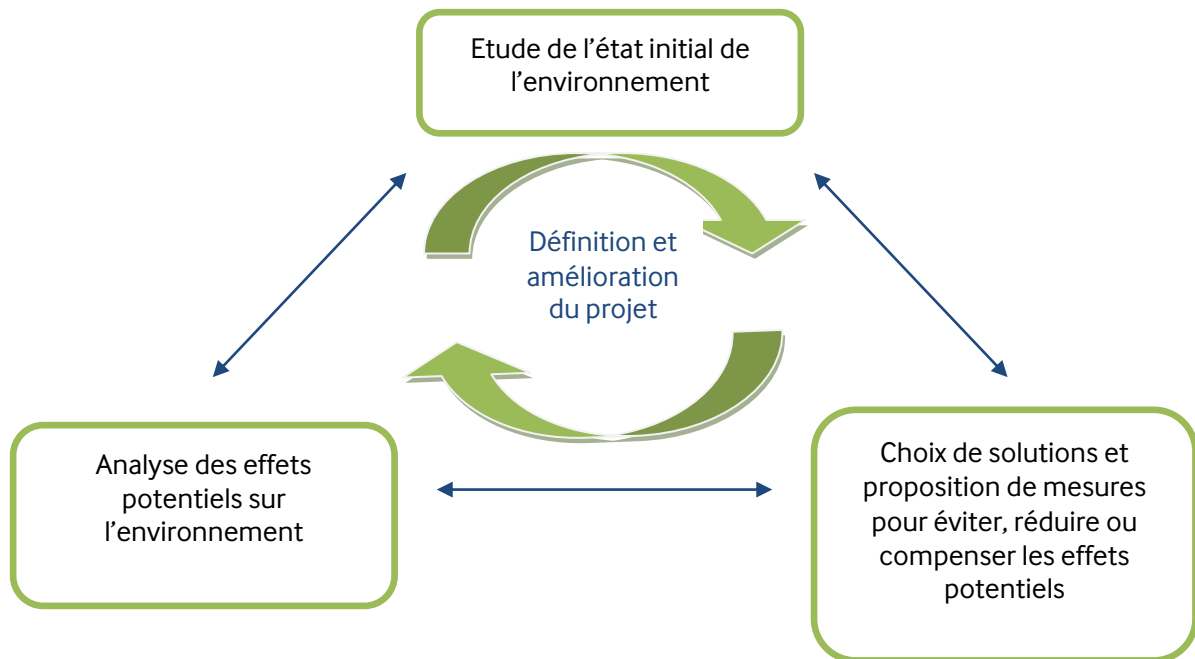 Etude de l’état initial de
l’environnement
Définition et
amélioration
du projet
Analyse des effets
potentiels sur
l’environnement
Choix de solutions et
proposition de mesures
pour éviter, réduire ou
compenser les effets
potentiels